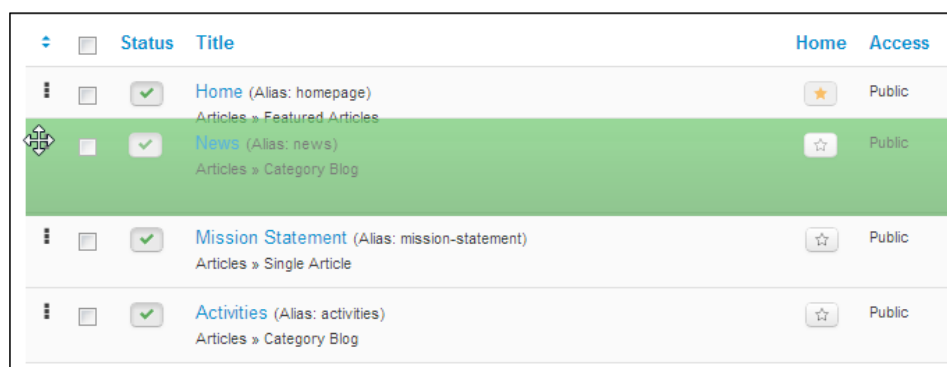 Status Title Home Access
Home (Alias: homepage) Public
Articles » Featured Articles
News (Alias: news) Public
Articles » Category Blog
Mission Statement (Alias: mission-statement) Public
Articles » Single Article
Activities (Alias: activities) Public
Articles » Category Blog